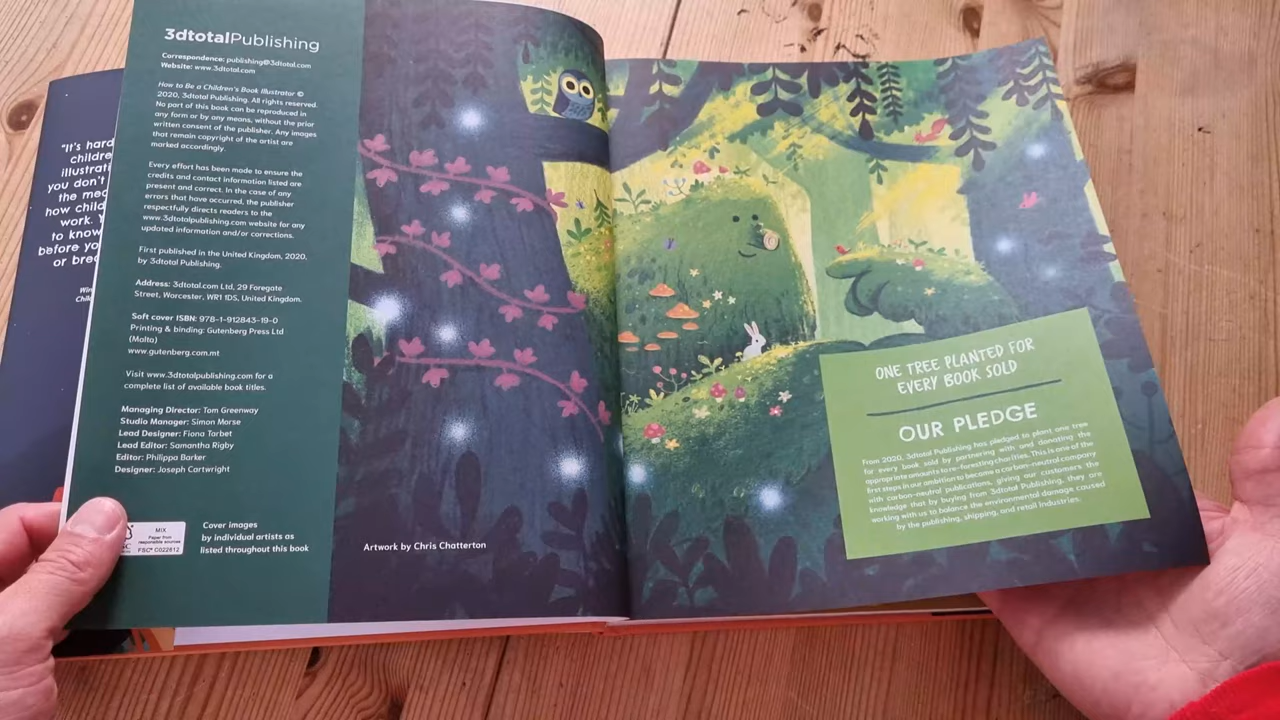 "It's hard
childre
illustrati
you don't
the mea
how child
work. Y
to know
before yo
or brea
Win
Chil
3dtotalPublishing
Correspondence: publishing@3dtotal.com
Website: www.3dtotal.com
How to Be a Children's Book Illustrator ©
2020, 3dtotal Publishing. All rights reserved.
No part of this book can be reproduced in
any form or by any means, without the prior
written consent of the publisher. Any images
that remain copyright of the artist are
marked accordingly.
Every effort has been made to ensure the
credits and contact information listed are
present and correct. In the case of any
errors that have occurred, the publisher
respectfully directs readers to the
www.3dtotalpublishing.com website for any
updated information and/or corrections.
First published in the United Kingdom, 2020,
by 3dtotal Publishing.
Address: 3dtotal.com Ltd, 29 Foregate
Street, Worcester, WR1 1DS, United Kingdom.
Soft cover ISBN: 978-1-912843-19-0
Printing & binding: Gutenberg Press Ltd
(Malta)
www.gutenberg.com.mt
Visit www.3dtotalpublishing.com for a
complete list of available book titles.
Managing Director: Tom Greenway
Studio Manager: Simon Morse
Lead Designer: Fiona Tarbet
Lead Editor: Samantha Rigby
Editor: Philippa Barker
Designer: Joseph Cartwright
MIX
Paper from
responsible sources
FSC® C022612
Cover images
by individual artists as
listed throughout this book
Artwork by Chris Chatterton
ONE TREE PLANTED FOR
EVERY BOOK SOLD
OUR PLEDGE
From 2020, 3dtotal Publishing has pledged to plant one tree
for every book sold by partnering with and donating the
appropriate amounts to re-foresting charities. This is one of the
first steps in our ambition to become a carbon-neutral company
with carbon-neutral publications, giving our customers the
knowledge that by buying from 3dtotal Publishing, they are
working with us to balance the environmental damage caused
by the publishing, shipping, and retail industries.